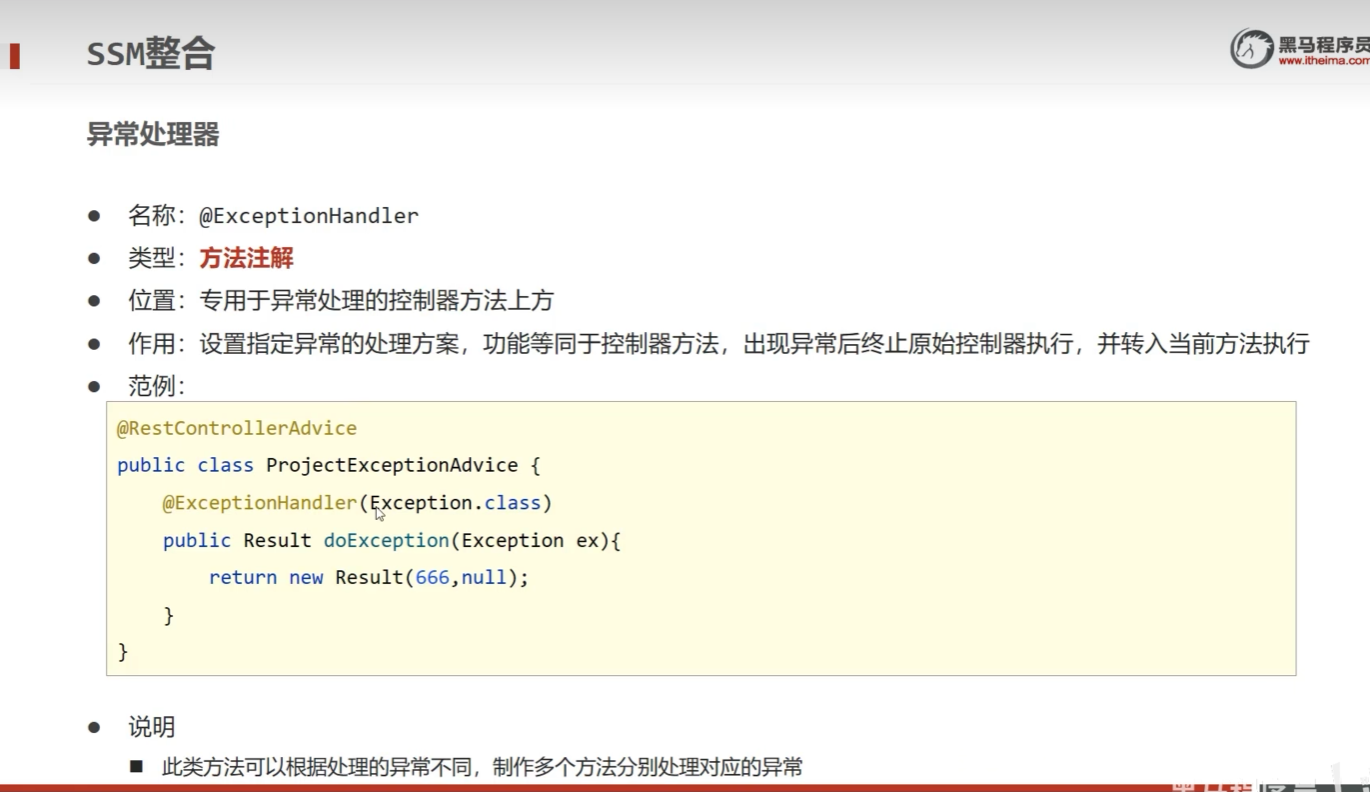 SSM整合
黑马程序员
www.itheima.com
异常处理器
● 名称：@ExceptionHandler
● 类型：方法注解
● 位置：专用于异常处理的控制器方法上方
● 作用：设置指定异常的处理方案，功能等同于控制器方法，出现异常后终止原始控制器执行，并转入当前方法执行
● 范例：
@RestControllerAdvice
public class ProjectExceptionAdvice {
@ExceptionHandler(Exception.class)
public Result doException(Exception ex){
return new Result(666,null);
}
}
● 说明
■ 此类方法可以根据处理的异常不同，制作多个方法分别处理对应的异常